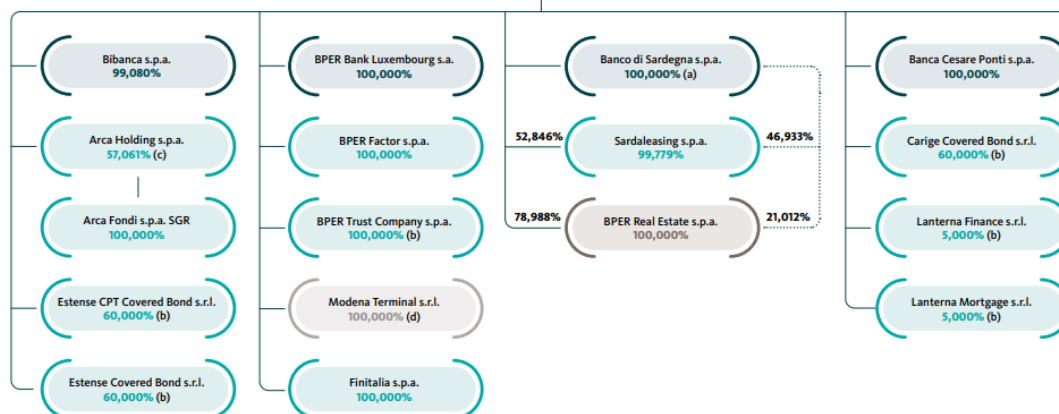 Bibanca s.p.a.
99,080%
Arca Holding s.p.a.
57,061% (c)
Arca Fondi s.p.a. SGR
100,000%
Estense CPT Covered Bond s.r.l.
60,000% (b)
Estense Covered Bond s.r.l.
60,000% (b)
BPER Bank Luxembourg s.a.
100,000%
BPER Factor s.p.a.
100,000%
BPER Trust Company s.p.a.
100,000% (b)
Modena Terminal s.r.l.
100,000% (d)
Finitalia s.p.a.
100,000%
Banco di Sardegna s.p.a.
100,000% (a)
52,846%
Sardaleasing s.p.a.
99,779%
46,933%
78,988%
BPER Real Estate s.p.a.
100,000%
21,012%
Banca Cesare Ponti s.p.a.
100,000%
Carige Covered Bond s.r.l.
60,000% (b)
Lanterna Finance s.r.l.
5,000% (b)
Lanterna Mortgage s.r.l.
5,000% (b)